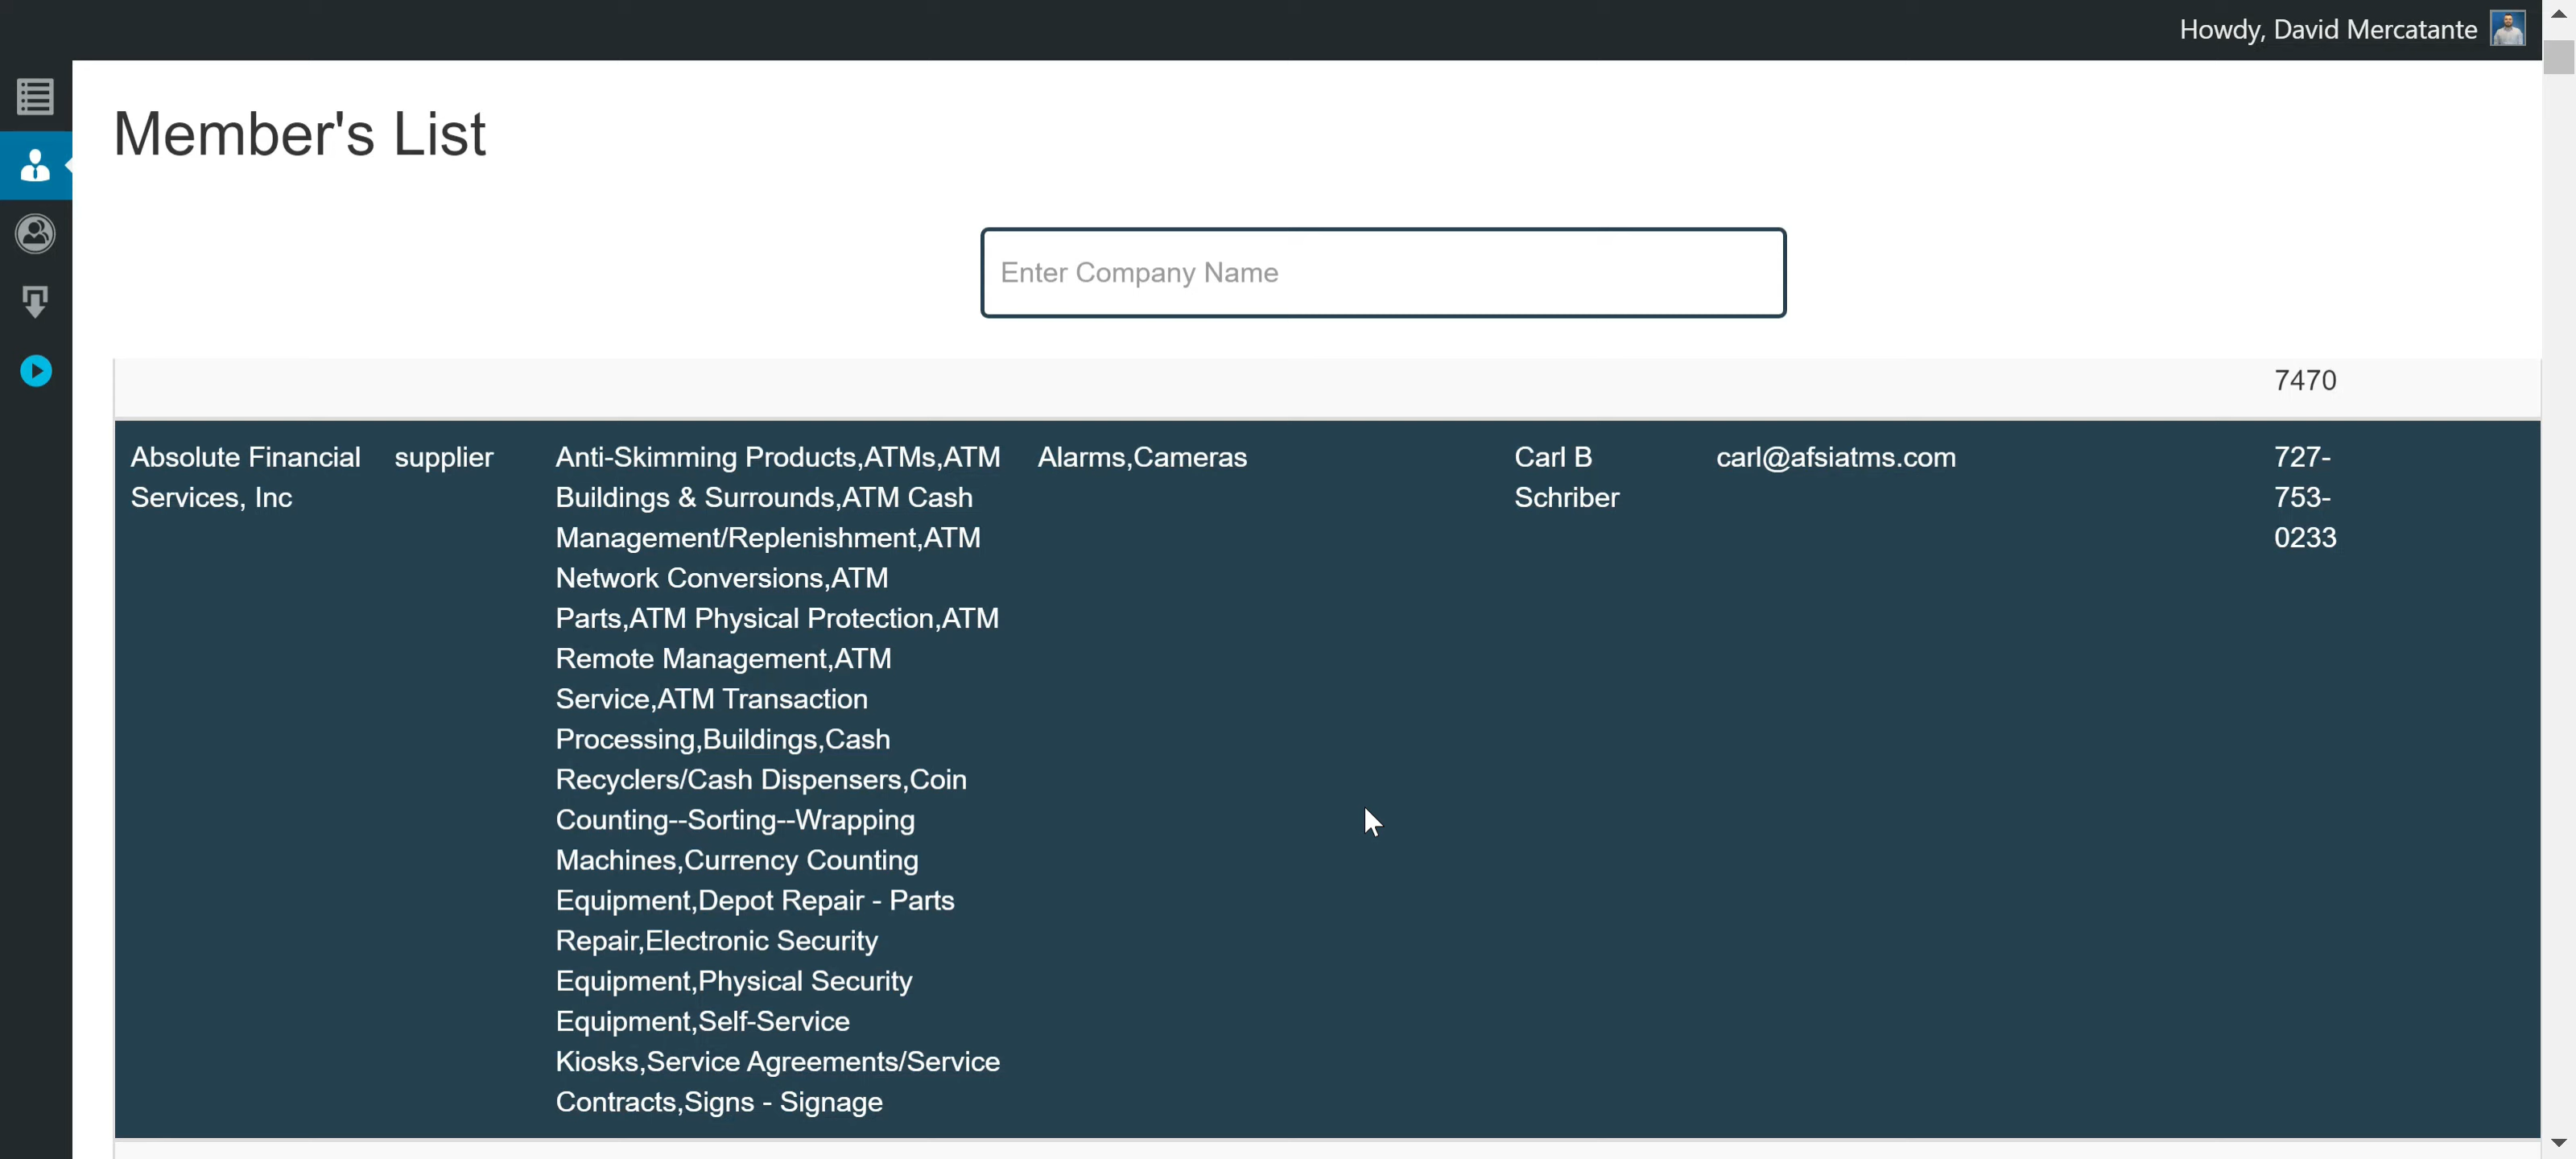 Howdy, David Mercatante
Member's List
Enter Company Name
7470
Absolute Financial Services, Inc
supplier
Anti-Skimming Products,ATMs,ATM
Buildings & Surrounds,ATM Cash
Management/Replenishment,ATM
Network Conversions,ATM
Parts,ATM Physical Protection,ATM
Remote Management,ATM
Service,ATM Transaction
Processing,Buildings,Cash
Recyclers/Cash Dispensers,Coin
Counting--Sorting--Wrapping
Machines,Currency Counting
Equipment,Depot Repair - Parts
Repair,Electronic Security
Equipment,Physical Security
Equipment,Self-Service
Kiosks,Service Agreements/Service
Contracts,Signs - Signage
Alarms,Cameras
Carl B
Schriber
carl@afsiatms.com
727-
753-
0233